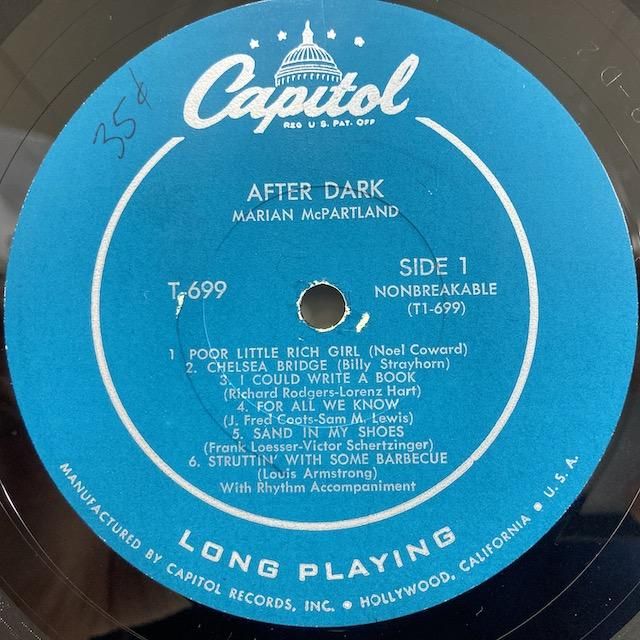 35¢
Capitol
REG U.S. PAT. OFF
AFTER DARK
MARIAN McPARTLAND
T-699
SIDE 1
NONBREAKABLE
(T1-699)
1 POOR LITTLE RICH GIRL (Noel Coward)
2. CHELSEA BRIDGE (Billy Strayhorn)
3. I COULD WRITE A BOOK
(Richard Rodgers-Lorenz Hart)
4. FOR ALL WE KNOW
(J. Fred Coots-Sam M. Lewis)
5. SAND IN MY SHOES
(Frank Loesser-Victor Schertzinger)
6. STRUTTIN' WITH SOME BARBECUE
(Louis Armstrong)
With Rhythm Accompaniment
LONG PLAYING
MANUFACTURED BY CAPITOL RECORDS, INC. • HOLLYWOOD, CALIFORNIA • U.S.A.